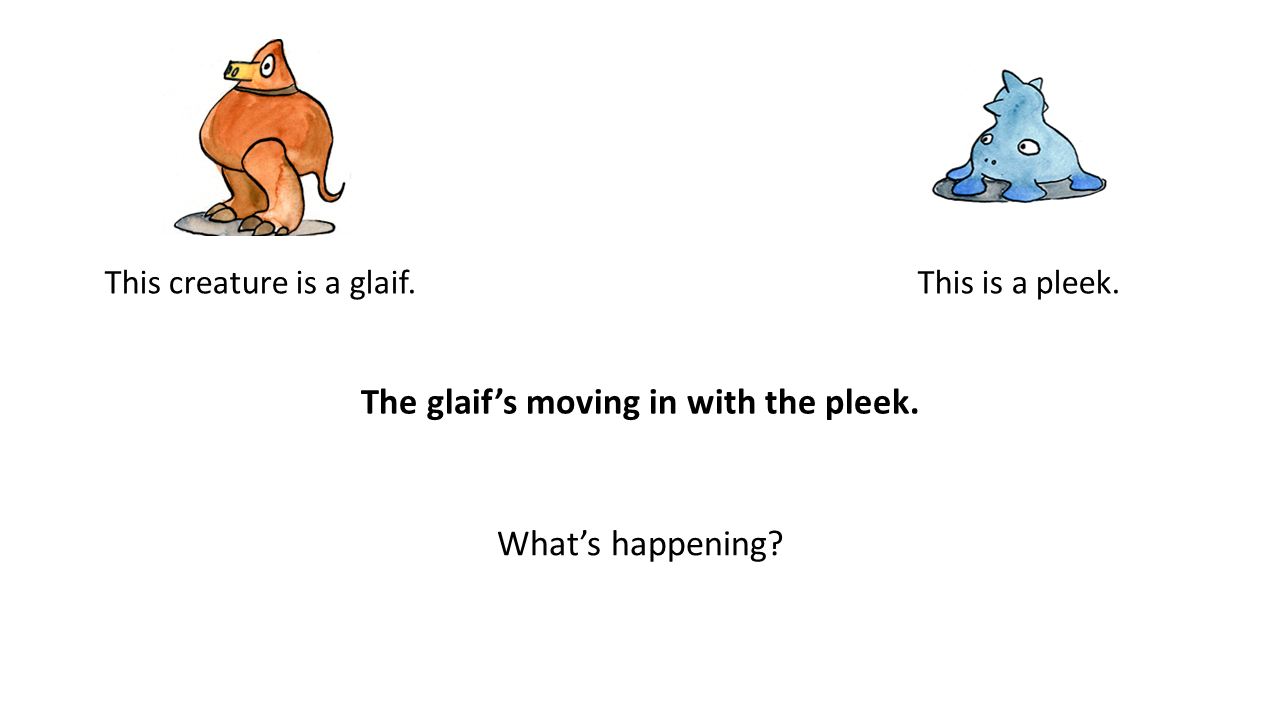 This creature is a glaif.
This is a pleek.
The glaif’s moving in with the pleek.
What’s happening?